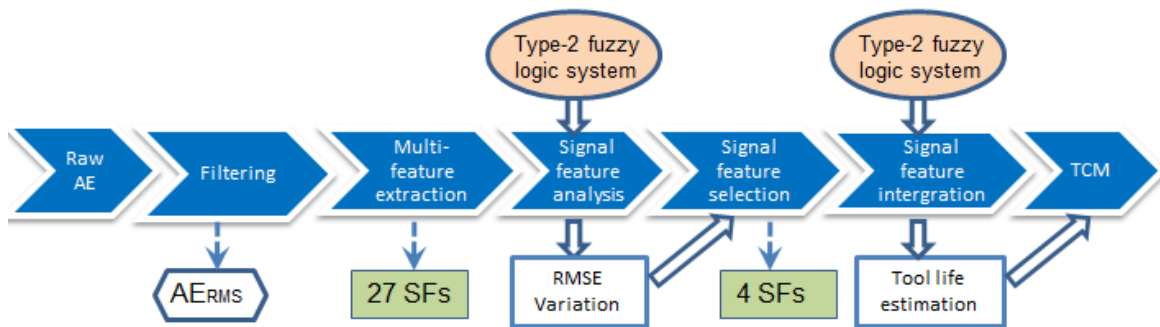 Type-2 fuzzy
logic system
Type-2 fuzzy
logic system
Raw
AE
Filtering
Multi-
feature
extraction
Signal
feature
analysis
Signal
feature
selection
Signal
feature
intergration
TCM
AERMS
27 SFs
RMSE
Variation
4 SFs
Tool life
estimation